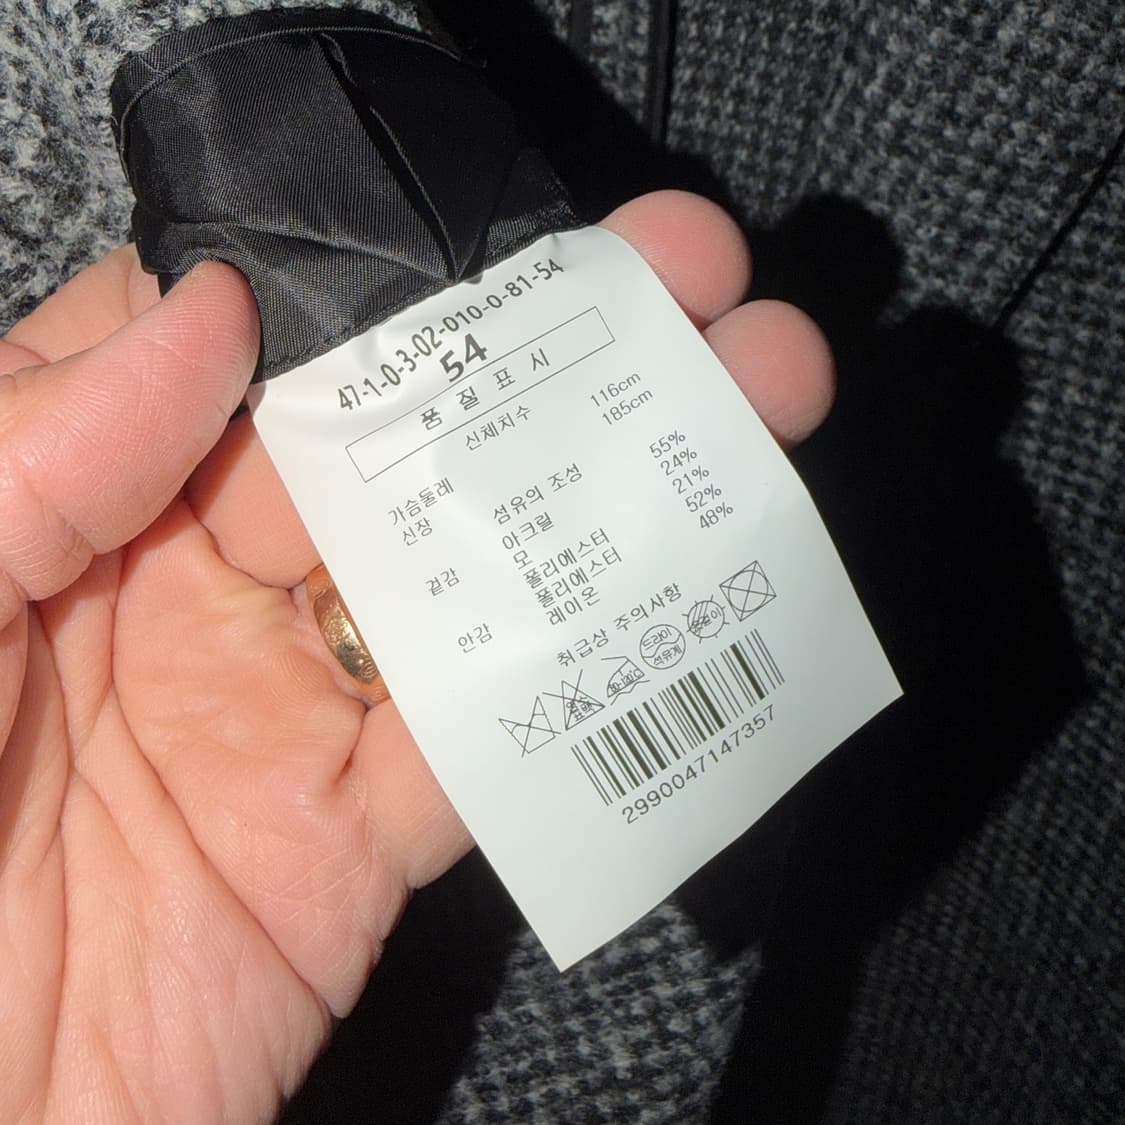 47-1-0-3-02-010-0-81-54
54
품 질 표 시
신체치수
가슴둘레 116cm
신장 185cm
섬유의 조성
겉감 아크릴 55%
모 24%
폴리에스터 21%
안감 폴리에스터 52%
레이온 48%
취급상 주의사항
드라이
석유계
2990047147357